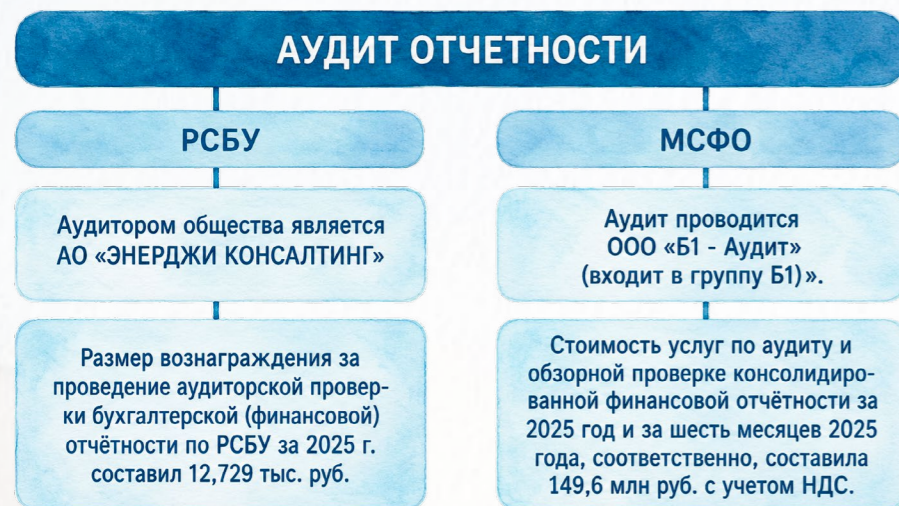 АУДИТ ОТЧЕТНОСТИ
РСБУ
Аудитором общества является
АО «ЭНЕРДЖИ КОНСАЛТИНГ»
Размер вознаграждения за
проведение аудиторской провер-
ки бухгалтерской (финансовой)
отчётности по РСБУ за 2025 г.
составил 12,729 тыс. руб.
МСФО
Аудит проводится
ООО «Б1 - Аудит»
(входит в группу Б1)».
Стоимость услуг по аудиту и
обзорной проверке консолидиро-
ванной финансовой отчётности за
2025 год и за шесть месяцев 2025
года, соответственно, составила
149,6 млн руб. с учетом НДС.